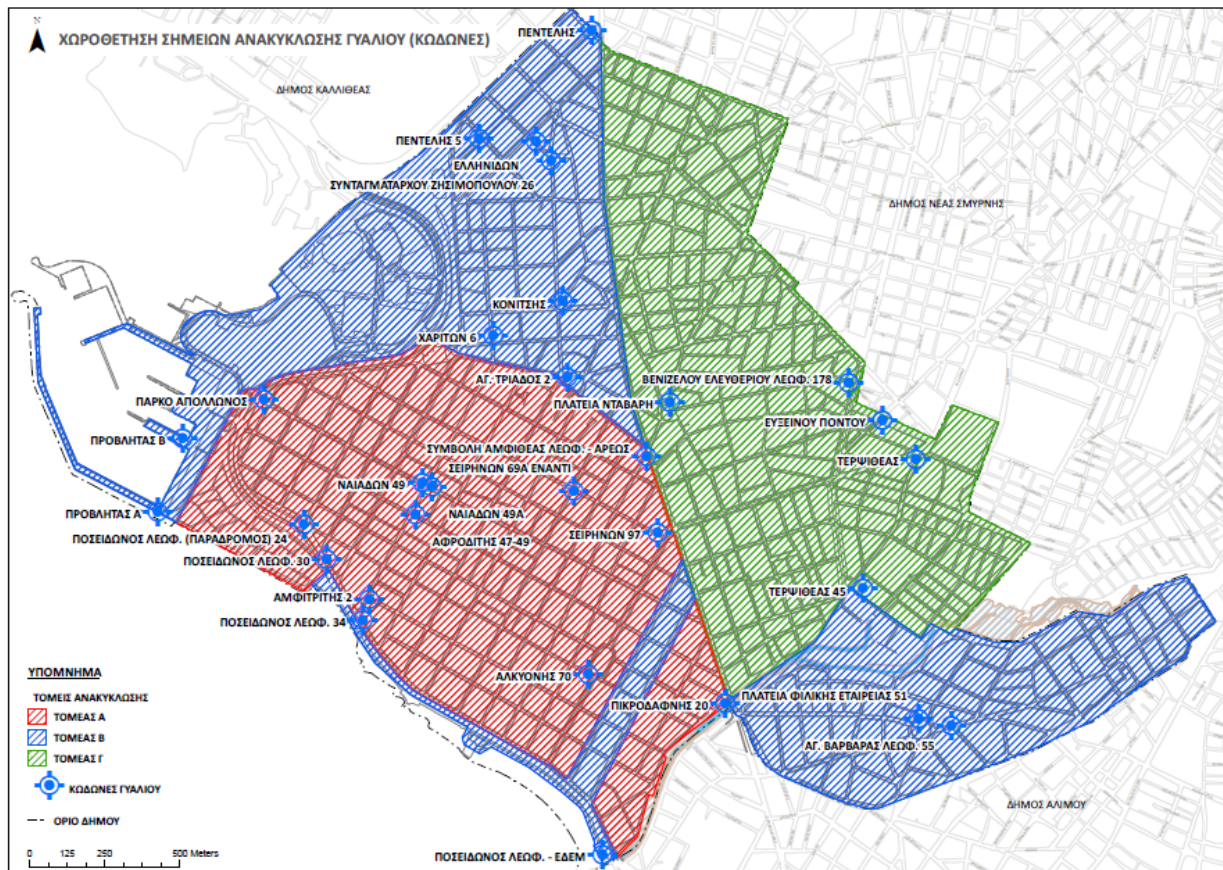 N
ΧΩΡΟΘΕΤΗΣΗ ΣΗΜΕΙΩΝ ΑΝΑΚΥΚΛΩΣΗΣ ΓΥΑΛΙΟΥ (ΚΩΔΩΝΕΣ)
ΠΕΝΤΕΛΗΣ
ΔΗΜΟΣ ΚΑΛΛΙΘΕΑΣ
ΠΕΝΤΕΛΗΣ 5
ΕΛΛΗΝΙΔΩΝ
ΣΥΝΤΑΓΜΑΤΑΡΧΟΥ ΖΗΣΙΜΟΠΟΥΛΟΥ 26
ΔΗΜΟΣ ΝΕΑΣ ΣΜΥΡΝΗΣ
ΚΟΝΙΤΣΗΣ
ΧΑΡΙΤΩΝ 6
ΑΓ. ΤΡΙΑΔΟΣ 2
ΒΕΝΙΖΕΛΟΥ ΕΛΕΥΘΕΡΙΟΥ ΛΕΩΦ. 178
ΠΑΡΚΟ ΑΠΟΛΛΩΝΟΣ
ΠΛΑΤΕΙΑ ΝΤΑΒΑΡΗ
ΕΥΞΕΙΝΟΥ ΠΟΝΤΟΥ
ΠΡΟΒΛΗΤΑΣ Β
ΣΥΜΒΟΛΗ ΑΜΦΙΘΕΑΣ ΛΕΩΦ. - ΑΡΕΩΣ
ΤΕΡΨΙΘΕΑΣ
ΣΕΙΡΗΝΩΝ 69Α ΕΝΑΝΤΙ
ΝΑΙΑΔΩΝ 49
ΠΡΟΒΛΗΤΑΣ Α
ΝΑΙΑΔΩΝ 49Α
ΠΟΣΕΙΔΩΝΟΣ ΛΕΩΦ. (ΠΑΡΑΔΡΟΜΟΣ) 24
ΑΦΡΟΔΙΤΗΣ 47-49
ΣΕΙΡΗΝΩΝ 97
ΠΟΣΕΙΔΩΝΟΣ ΛΕΩΦ. 30
ΤΕΡΨΙΘΕΑΣ 45
ΑΜΦΙΤΡΙΤΗΣ 2
ΠΟΣΕΙΔΩΝΟΣ ΛΕΩΦ. 34
ΑΛΚΥΟΝΗΣ 70
ΠΛΑΤΕΙΑ ΦΙΛΙΚΗΣ ΕΤΑΙΡΕΙΑΣ 51
ΠΙΚΡΟΔΑΦΝΗΣ 20
ΑΓ. ΒΑΡΒΑΡΑΣ ΛΕΩΦ. 55
ΔΗΜΟΣ ΑΛΙΜΟΥ
ΠΟΣΕΙΔΩΝΟΣ ΛΕΩΦ. - ΕΔΕΜ
ΥΠΟΜΝΗΜΑ
ΤΟΜΕΙΣ ΑΝΑΚΥΚΛΩΣΗΣ
ΤΟΜΕΑΣ Α
ΤΟΜΕΑΣ Β
ΤΟΜΕΑΣ Γ
ΚΩΔΩΝΕΣ ΓΥΑΛΙΟΥ
ΟΡΙΟ ΔΗΜΟΥ
0 125 250 500 Meters